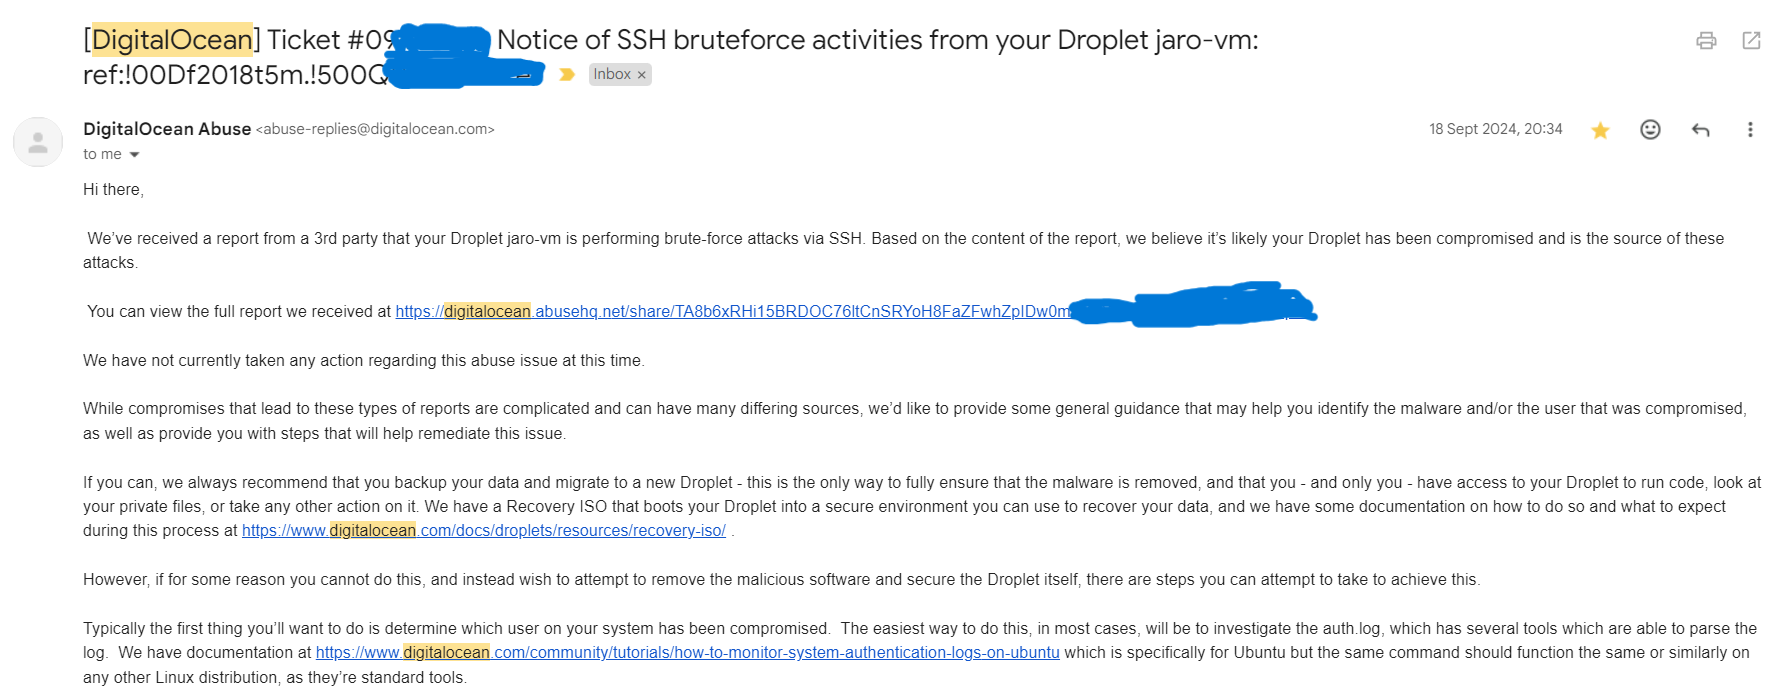 [DigitalOcean] Ticket #09 Notice of SSH bruteforce activities from your Droplet jaro-vm:
ref:!00Df2018t5m.!500Q Inbox ×
DigitalOcean Abuse <abuse-replies@digitalocean.com> 18 Sept 2024, 20:34
to me
Hi there,
We’ve received a report from a 3rd party that your Droplet jaro-vm is performing brute-force attacks via SSH. Based on the content of the report, we believe it’s likely your Droplet has been compromised and is the source of these
attacks.
You can view the full report we received at https://digitalocean.abusehq.net/share/TA8b6xRHi15BRDOC76ltCnSRYoH8FaZFwhZpIDw0m
We have not currently taken any action regarding this abuse issue at this time.
While compromises that lead to these types of reports are complicated and can have many differing sources, we’d like to provide some general guidance that may help you identify the malware and/or the user that was compromised,
as well as provide you with steps that will help remediate this issue.
If you can, we always recommend that you backup your data and migrate to a new Droplet - this is the only way to fully ensure that the malware is removed, and that you - and only you - have access to your Droplet to run code, look at
your private files, or take any other action on it. We have a Recovery ISO that boots your Droplet into a secure environment you can use to recover your data, and we have some documentation on how to do so and what to expect
during this process at https://www.digitalocean.com/docs/droplets/resources/recovery-iso/ .
However, if for some reason you cannot do this, and instead wish to attempt to remove the malicious software and secure the Droplet itself, there are steps you can attempt to take to achieve this.
Typically the first thing you’ll want to do is determine which user on your system has been compromised.  The easiest way to do this, in most cases, will be to investigate the auth.log, which has several tools which are able to parse the
log.  We have documentation at https://www.digitalocean.com/community/tutorials/how-to-monitor-system-authentication-logs-on-ubuntu which is specifically for Ubuntu but the same command should function the same or similarly on
any other Linux distribution, as they’re standard tools.